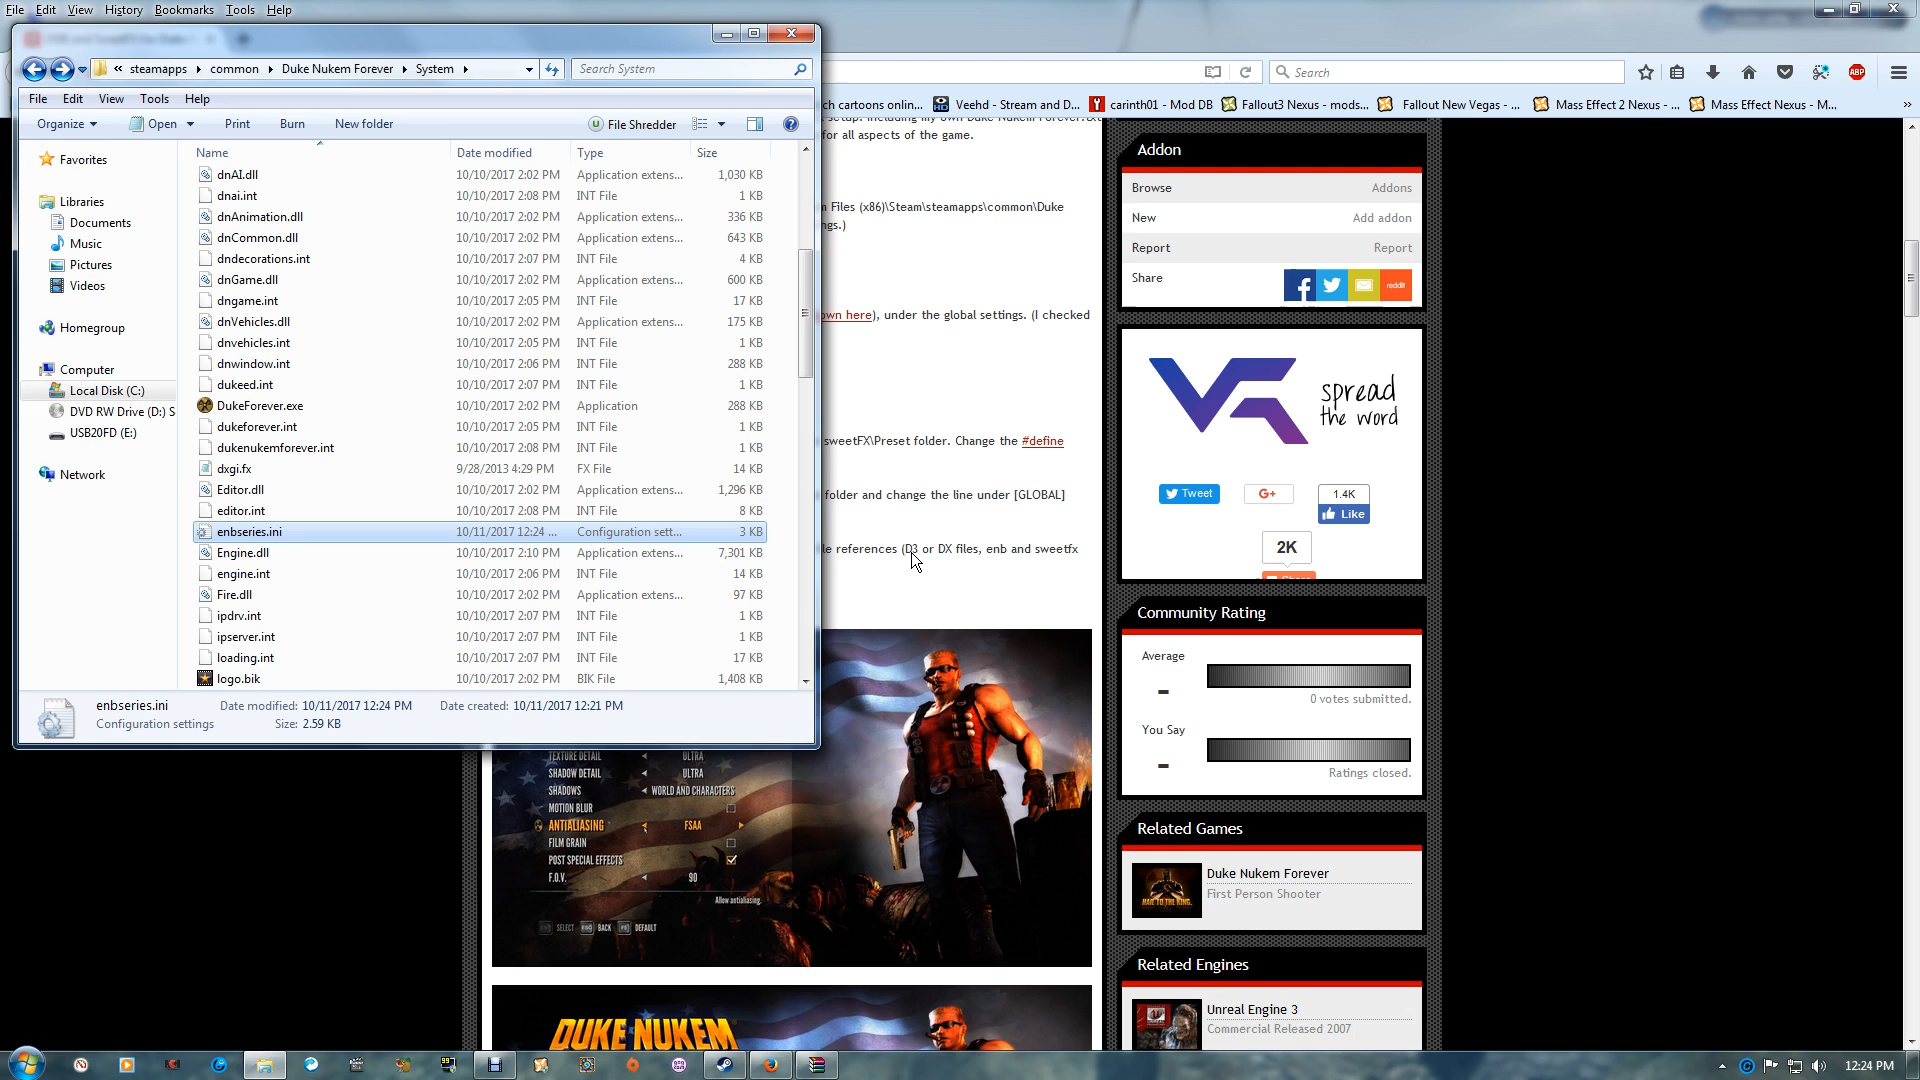 File Edit View History Bookmarks Tools Help
steamapps common Duke Nukem Forever System Search System
File Edit View Tools Help
Organize Open Print Burn New folder File Shredder
Search
ABP
ch cartoons onlin... Veehd - Stream and D... carinth01 - Mod DB Fallout3 Nexus - mods... Fallout New Vegas - ... Mass Effect 2 Nexus - ... Mass Effect Nexus - M... »
Favorites
Libraries
Documents
Music
Pictures
Videos
Homegroup
Computer
Local Disk (C:)
DVD RW Drive (D:) S
USB20FD (E:)
Network
Name Date modified Type Size
dnAI.dll 10/10/2017 2:02 PM Application extens... 1,030 KB
dnai.int 10/10/2017 2:08 PM INT File 1 KB
dnAnimation.dll 10/10/2017 2:02 PM Application extens... 336 KB
dnCommon.dll 10/10/2017 2:02 PM Application extens... 643 KB
dndecorations.int 10/10/2017 2:07 PM INT File 4 KB
dnGame.dll 10/10/2017 2:02 PM Application extens... 600 KB
dngame.int 10/10/2017 2:05 PM INT File 17 KB
dnVehicles.dll 10/10/2017 2:02 PM Application extens... 175 KB
dnvehicles.int 10/10/2017 2:05 PM INT File 1 KB
dnwindow.int 10/10/2017 2:06 PM INT File 288 KB
dukeed.int 10/10/2017 2:07 PM INT File 1 KB
DukeForever.exe 10/10/2017 2:02 PM Application 288 KB
dukeforever.int 10/10/2017 2:05 PM INT File 1 KB
dukenukemforever.int 10/10/2017 2:08 PM INT File 1 KB
dxgi.fx 9/28/2013 4:29 PM FX File 14 KB
Editor.dll 10/10/2017 2:02 PM Application extens... 1,296 KB
editor.int 10/10/2017 2:08 PM INT File 8 KB
enbseries.ini 10/11/2017 12:24 ... Configuration sett... 3 KB
Engine.dll 10/10/2017 2:10 PM Application extens... 7,301 KB
engine.int 10/10/2017 2:06 PM INT File 14 KB
Fire.dll 10/10/2017 2:02 PM Application extens... 97 KB
ipdrv.int 10/10/2017 2:07 PM INT File 1 KB
ipserver.int 10/10/2017 2:07 PM INT File 1 KB
loading.int 10/10/2017 2:07 PM INT File 17 KB
logo.bik 10/10/2017 2:02 PM BIK File 1,408 KB
enbseries.ini Date modified: 10/11/2017 12:24 PM Date created: 10/11/2017 12:21 PM
Configuration settings Size: 2.59 KB
for all aspects of the game.
n Files (x86)\Steam\steamapps\common\Duke
ngs.)
own here), under the global settings. (I checked
sweetFX\Preset folder. Change the #define
folder and change the line under [GLOBAL]
le references (D3 or DX files, enb and sweetfx
TEXTURE DETAIL ULTRA
SHADOW DETAIL ULTRA
SHADOWS WORLD AND CHARACTERS
MOTION BLUR
ANTIALIASING FSAA
FILM GRAIN
POST SPECIAL EFFECTS
F.O.V. 90
Allow antialiasing.
SELECT BACK DEFAULT
DUKE NUKEM
Addon
Browse Addons
New Add addon
Report Report
Share reddit
VR spread the word
Tweet G+ 1.4K
Like
2K
Share
Community Rating
Average
-
0 votes submitted.
You Say
-
Ratings closed.
Related Games
HAIL TO THE KING.
Duke Nukem Forever
First Person Shooter
Related Engines
Unreal Engine 3
Commercial Released 2007
12:24 PM